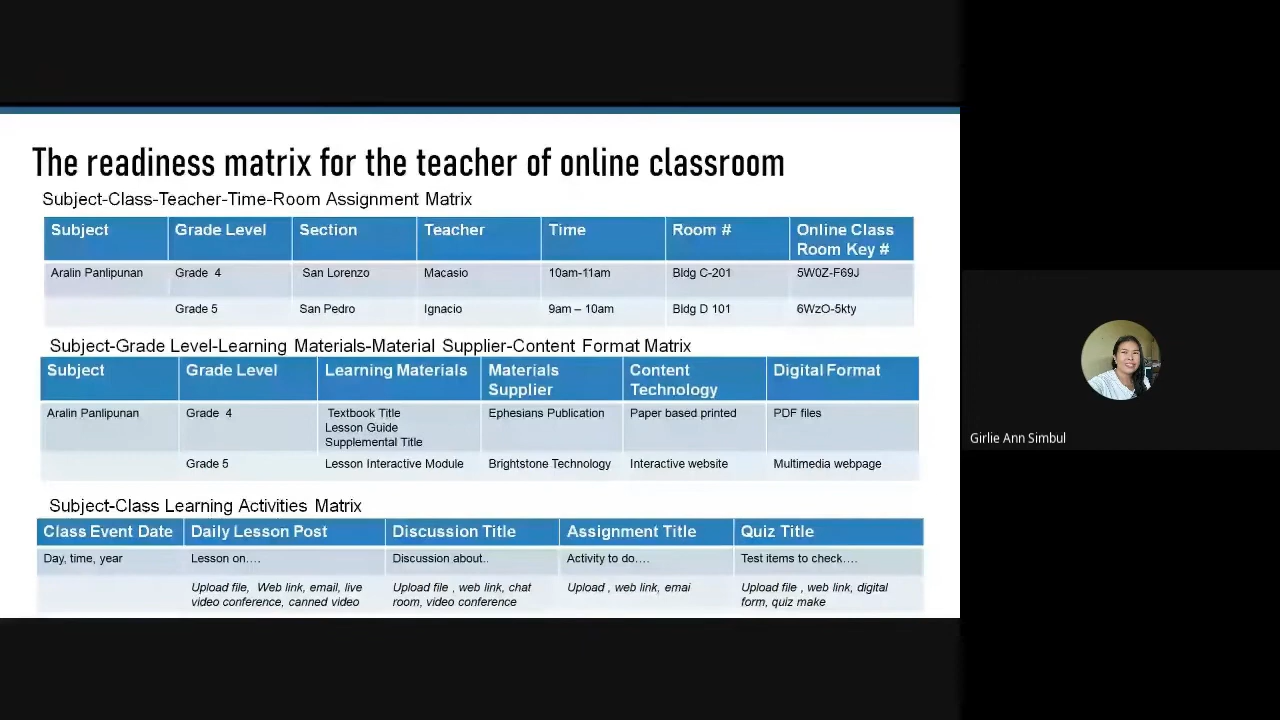 The readiness matrix for the teacher of online classroom
Subject-Class-Teacher-Time-Room Assignment Matrix
Subject Grade Level Section Teacher Time Room # Online Class Room Key #
Aralin Panlipunan Grade 4 San Lorenzo Macasio 10am-11am Bldg C-201 5W0Z-F69J
Grade 5 San Pedro Ignacio 9am – 10am Bldg D 101 6WzO-5kty
Subject-Grade Level-Learning Materials-Material Supplier-Content Format Matrix
Subject Grade Level Learning Materials Materials Supplier Content Technology Digital Format
Aralin Panlipunan Grade 4 Textbook Title Ephesians Publication Paper based printed PDF files
Lesson Guide
Supplemental Title
Grade 5 Lesson Interactive Module Brightstone Technology Interactive website Multimedia webpage
Subject-Class Learning Activities Matrix
Class Event Date Daily Lesson Post Discussion Title Assignment Title Quiz Title
Day, time, year Lesson on.... Discussion about.. Activity to do.... Test items to check....
Upload file, Web link, email, live video conference, canned video
Upload file , web link, chat room, video conference
Upload , web link, emai
Upload file , web link, digital form, quiz make
Girlie Ann Simbul